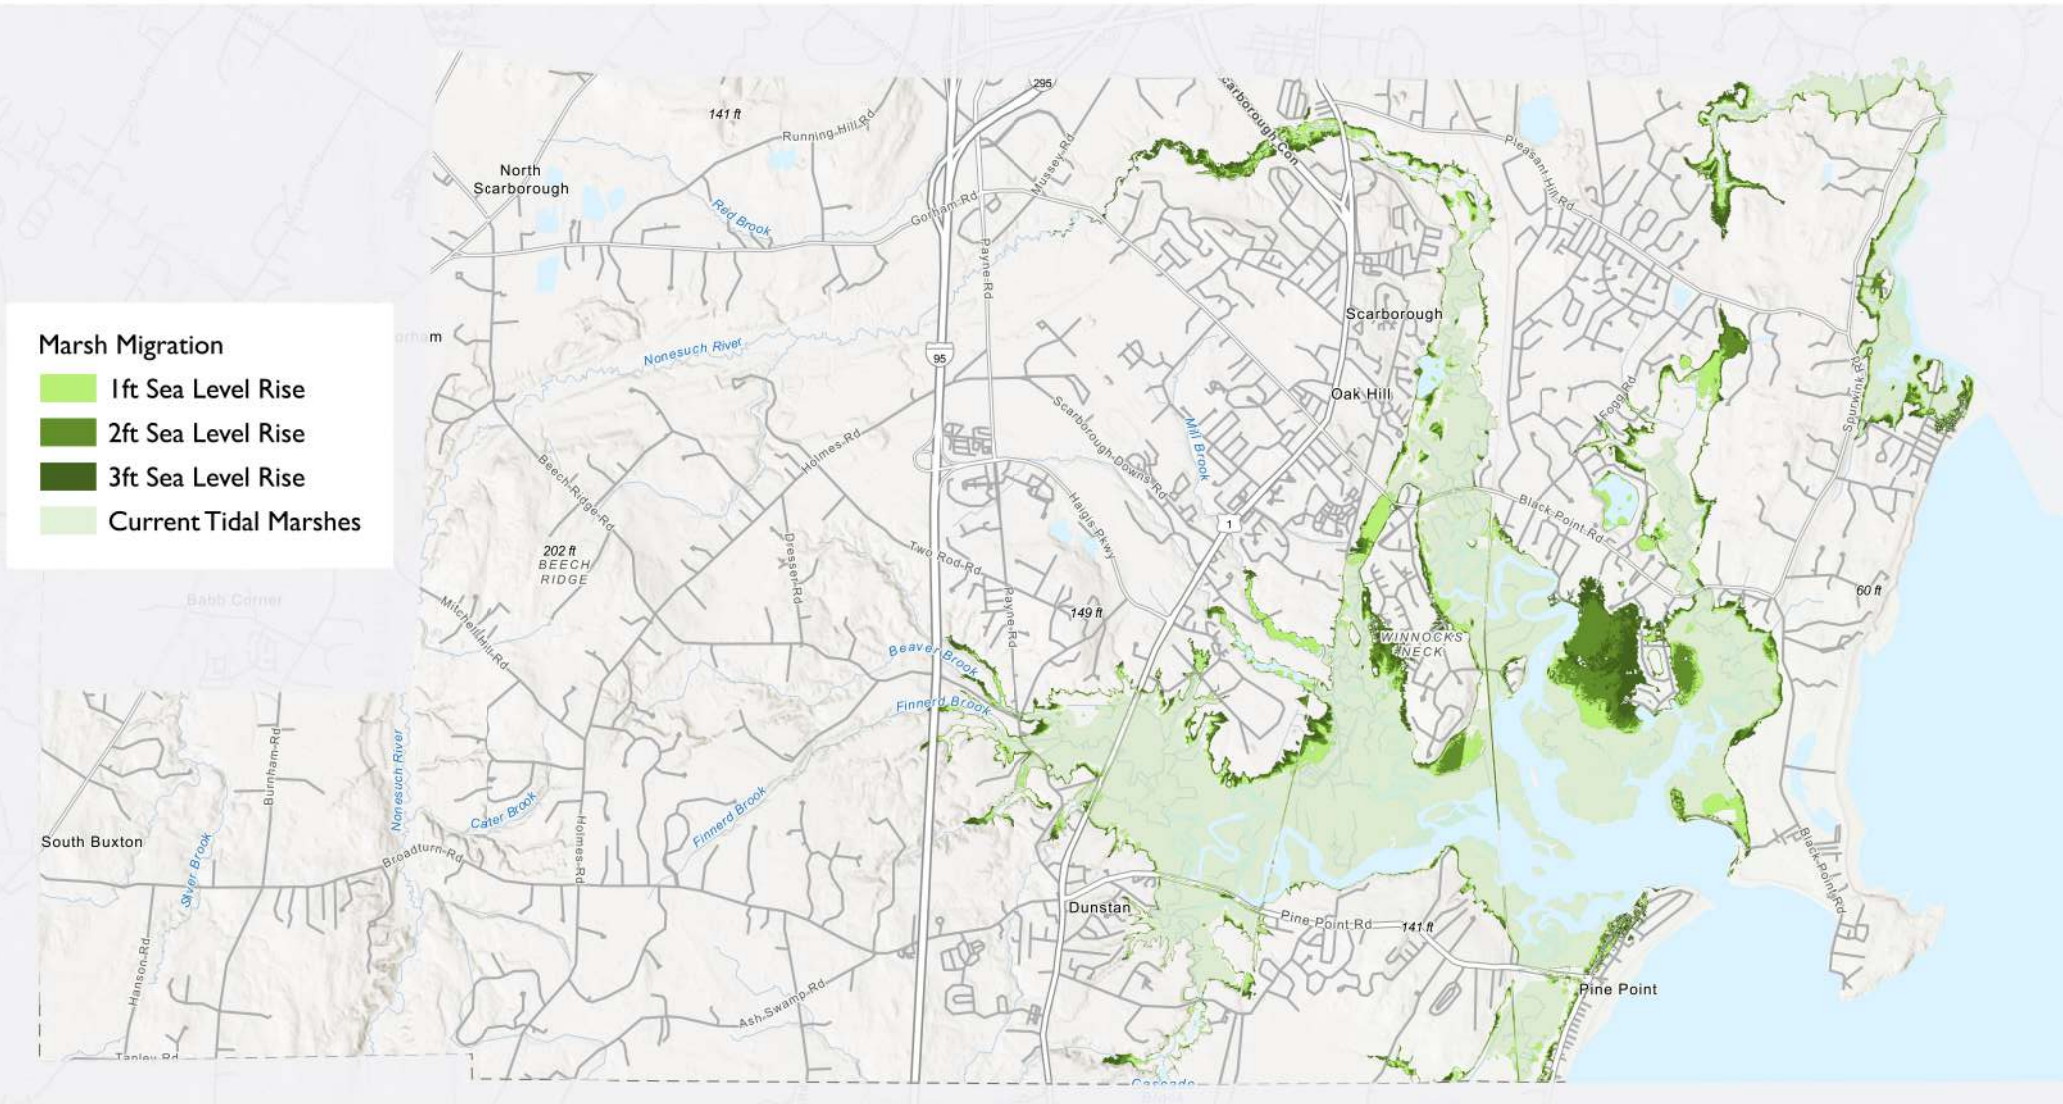 Marsh Migration
1ft Sea Level Rise
2ft Sea Level Rise
3ft Sea Level Rise
Current Tidal Marshes
295
141 ft
Running Hill Rd
Scarborough Con
Mussey Rd
Pleasant Hill Rd
North
Scarborough
Red Brook
Gorham Rd
Payne Rd
Scarborough
orham
Nonesuch River
95
Oak Hill
Fogg Rd
Spurwink Rd
Scarborough Downs Rd
Mill Brook
Holmes Rd
Beech Ridge Rd
Haigis Pkwy
1
Black Point Rd
202 ft
BEECH
RIDGE
Dresser Rd
Two Rod Rd
Payne Rd
149 ft
60 ft
Babb Corner
Mitchell Hill Rd
WINNOCKS
NECK
Beaver Brook
Finnerd Brook
Nonesuch River
Burnham Rd
Cater Brook
Finnerd Brook
South Buxton
Silver Brook
Broadturn Rd
Holmes Rd
Black Point Rd
Dunstan
Pine Point Rd
141 ft
Hanson Rd
Ash Swamp Rd
Pine Point
Tanley Rd
Cascade